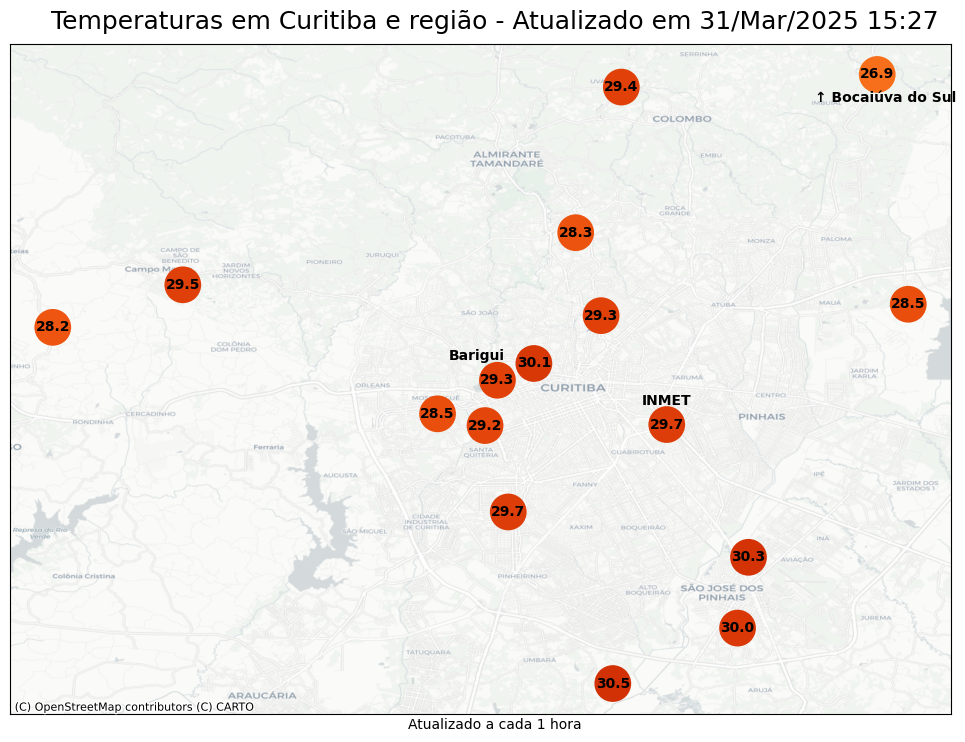 Temperaturas em Curitiba e região - Atualizado em 31/Mar/2025 15:27
SERRINHA
26.9
29.4
↑ Bocaiúva do Sul
COLOMBO
PACOTUBA
ALMIRANTE
TAMANDARÉ
EMBU
ROÇA
GRANDE
28.3
MONZA
PALOMA
CAMPO DE
SÃO
BENEDITO
JURUQUI
PIONEIRO
JARDIM
NOVOS
HORIZONTES
29.5
28.5
ATUBA
MAUÁ
SÃO JOÃO
29.3
28.2
COLÔNIA
DOM PEDRO
Barigui
30.1
JARDIM
KARLA
29.3
TARUMÃ
ORLEANS
CURITIBA
CENTRO
INMET
28.5
CERCADINHO
RONDINHA
PINHAIS
29.2
29.7
Ferraria
SANTA
QUITÉRIA
GUABIROTUBA
AUGUSTA
IPÊ
FANNY
JARDIM DOS
ESTADOS I
29.7
CIDADE
INDUSTRIAL
DE CURITIBA
XAXIM
BOQUEIRÃO
SÃO MIGUEL
Represa do Rio
Verde
INÁ
30.3
AVIAÇÃO
Colônia Cristina
PINHEIRINHO
ALTO
BOQUEIRÃO
SÃO JOSÉ DOS
PINHAIS
JUREMA
30.0
TATUQUARA
UMBARÁ
30.5
ARUJÁ
ARAUCÁRIA
(C) OpenStreetMap contributors (C) CARTO
Atualizado a cada 1 hora